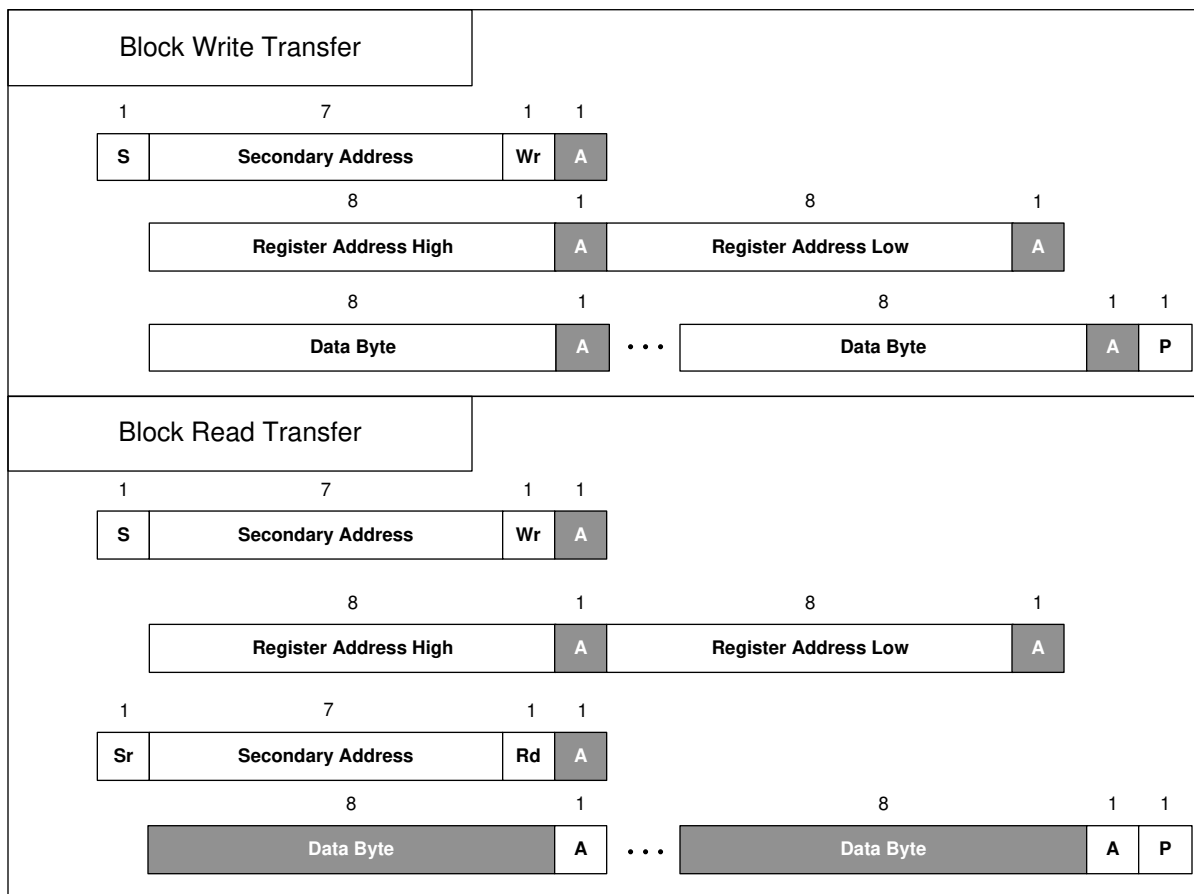 Block Write Transfer
1 7 1 1
S Secondary Address Wr A
8 1 8 1
Register Address High A Register Address Low A
8 1 8 1 1
Data Byte A Data Byte A P
Block Read Transfer
1 7 1 1
S Secondary Address Wr A
8 1 8 1
Register Address High A Register Address Low A
1 7 1 1
Sr Secondary Address Rd A
8 1 8 1 1
Data Byte A Data Byte A P